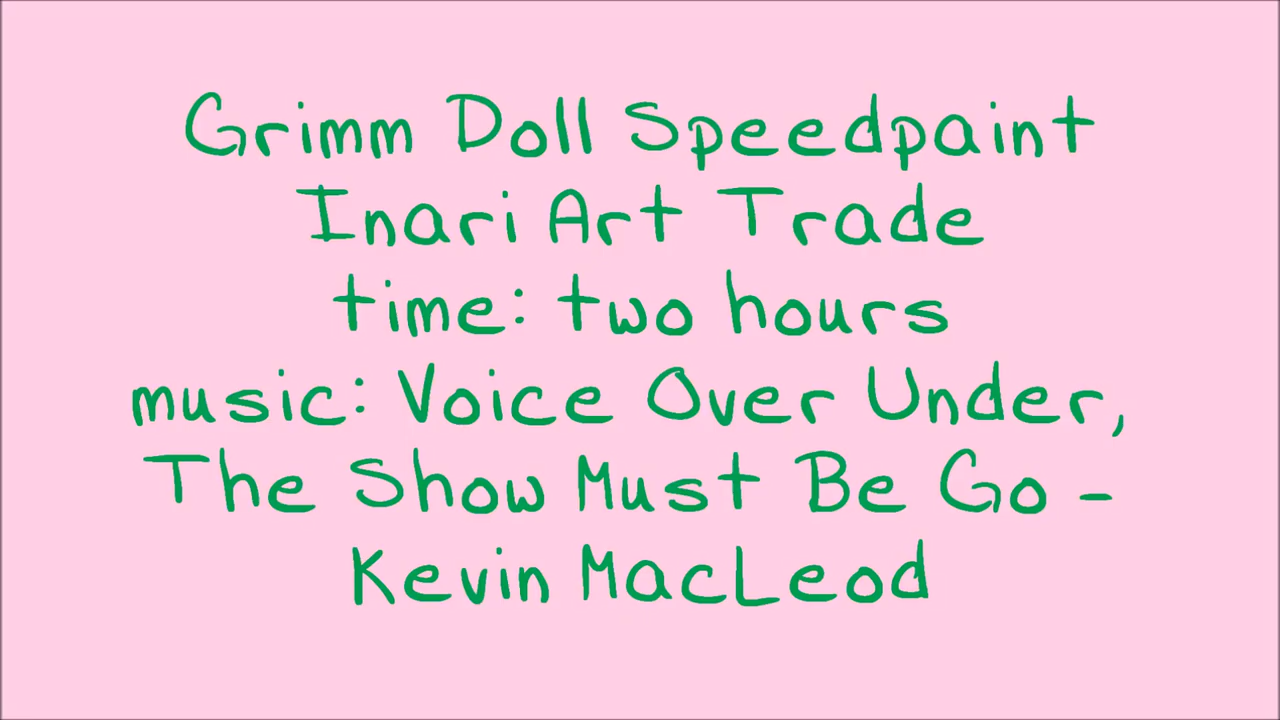 Grimm Doll Speedpaint
Inari Art Trade
time: two hours
music: Voice Over Under,
The Show Must Be Go -
Kevin MacLeod